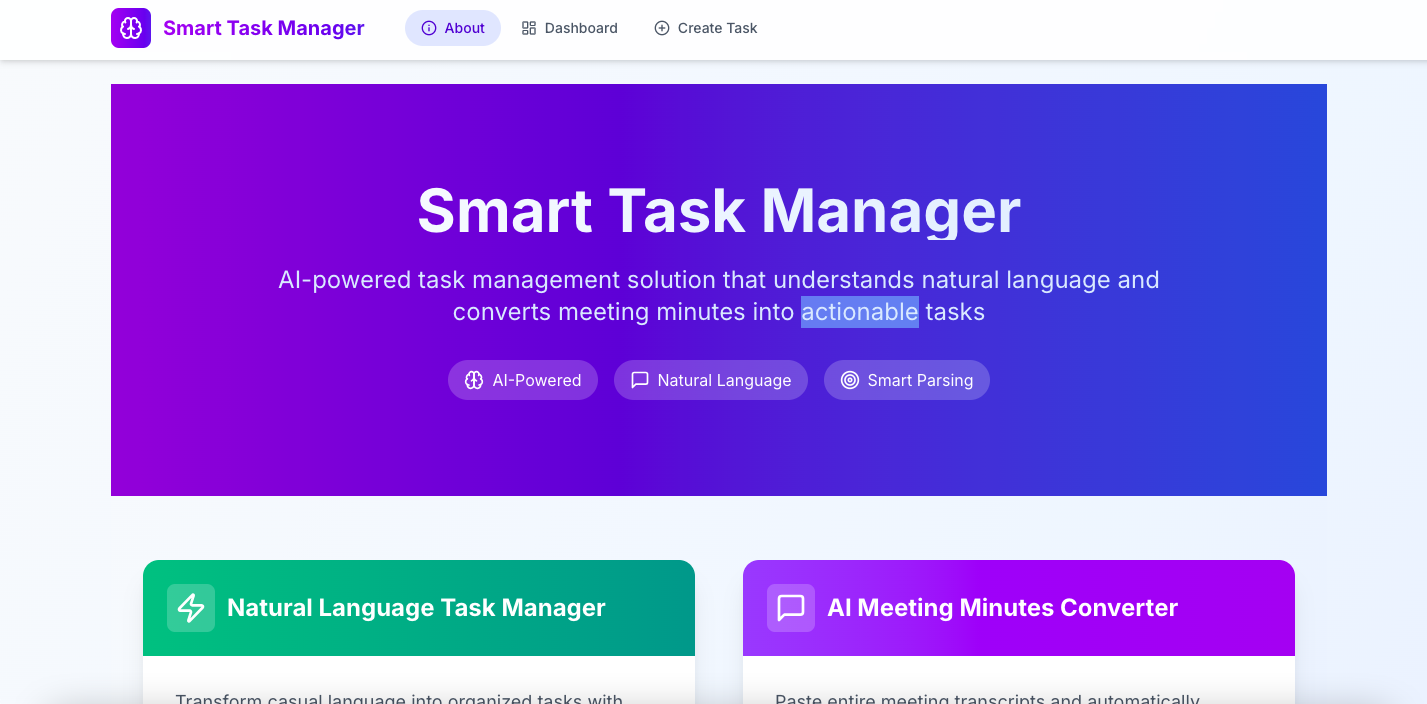 Smart Task Manager
About
Dashboard
Create Task
Smart Task Manager
AI-powered task management solution that understands natural language and
converts meeting minutes into actionable tasks
AI-Powered
Natural Language
Smart Parsing
Natural Language Task Manager
AI Meeting Minutes Converter
Transform casual language into organized tasks with
Paste entire meeting transcripts and automatically